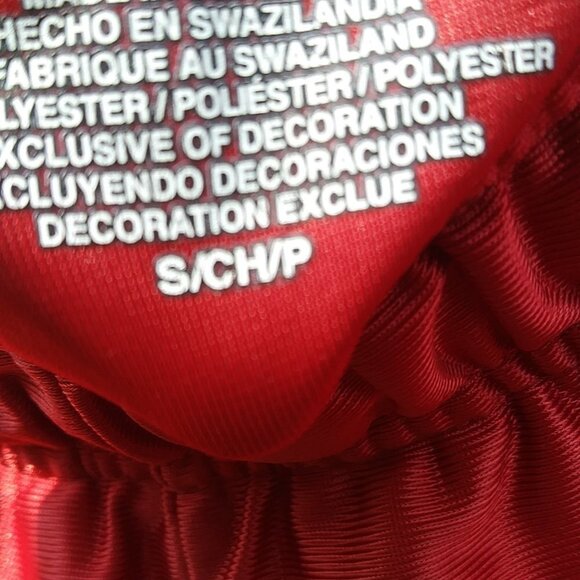 HECHO EN SWAZILANDIA
FABRIQUE AU SWAZILAND
LYESTER/POLIÉSTER/POLYESTER
XCLUSIVE OF DECORATION
CLUYENDO DECORACIONES
DECORATION EXCLUE
S/CH/P